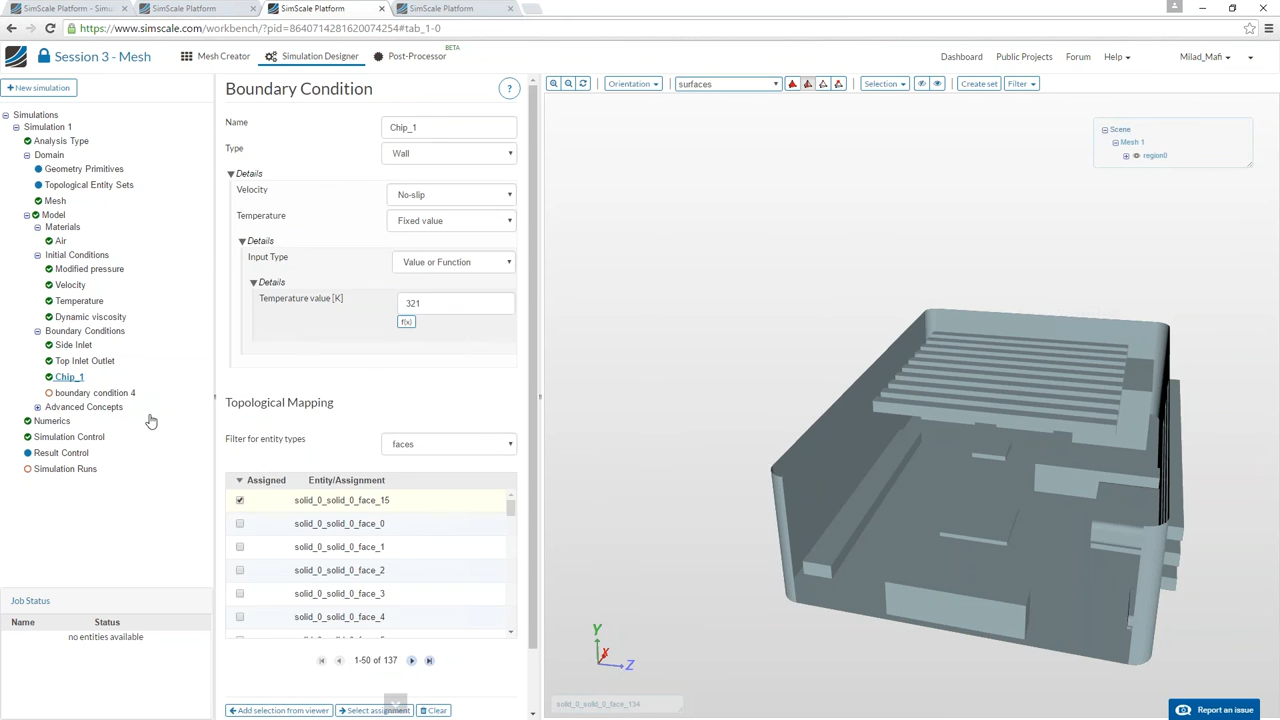 SimScale Platform - Simul
SimScale Platform
SimScale Platform
SimScale Platform
https://www.simscale.com/workbench/?pid=8640714281620074254#tab_1-0
Session 3 - Mesh
Mesh Creator
Simulation Designer
Post-Processor
BETA
Dashboard
Public Projects
Forum
Help
Milad_Mafi
+ New simulation
Simulations
Simulation 1
Analysis Type
Domain
Geometry Primitives
Topological Entity Sets
Mesh
Model
Materials
Air
Initial Conditions
Modified pressure
Velocity
Temperature
Dynamic viscosity
Boundary Conditions
Side Inlet
Top Inlet Outlet
Chip_1
boundary condition 4
Advanced Concepts
Numerics
Simulation Control
Result Control
Simulation Runs
Job Status
Name Status
no entities available
Boundary Condition
?
Name Chip_1
Type Wall
Details
Velocity No-slip
Temperature Fixed value
Details
Input Type Value or Function
Details
Temperature value [K] 321
f(x)
Topological Mapping
Filter for entity types faces
Assigned Entity/Assignment
solid_0_solid_0_face_15
solid_0_solid_0_face_0
solid_0_solid_0_face_1
solid_0_solid_0_face_2
solid_0_solid_0_face_3
solid_0_solid_0_face_4
1-50 of 137
Add selection from viewer
Select assignment
Clear
Orientation
surfaces
Selection
Create set
Filter
Scene
Mesh 1
region0
Y
X
Z
solid_0_solid_0_face_134
Report an issue